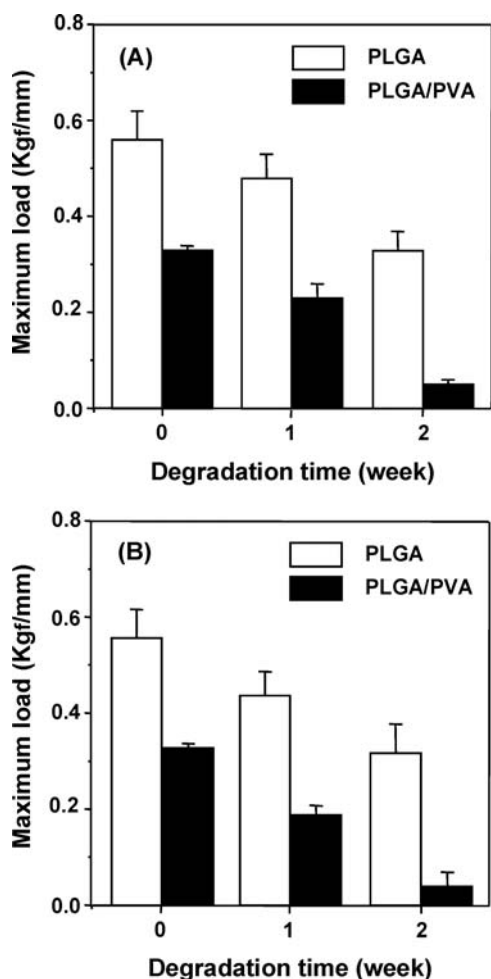 0.8
(A)
PLGA
PLGA/PVA
0.6
0.4
0.2
0.0
Maximum load (Kgf/mm)
0 1 2
Degradation time (week)
0.8
(B)
PLGA
PLGA/PVA
0.6
0.4
0.2
0.0
Maximum load (Kgf/mm)
0 1 2
Degradation time (week)